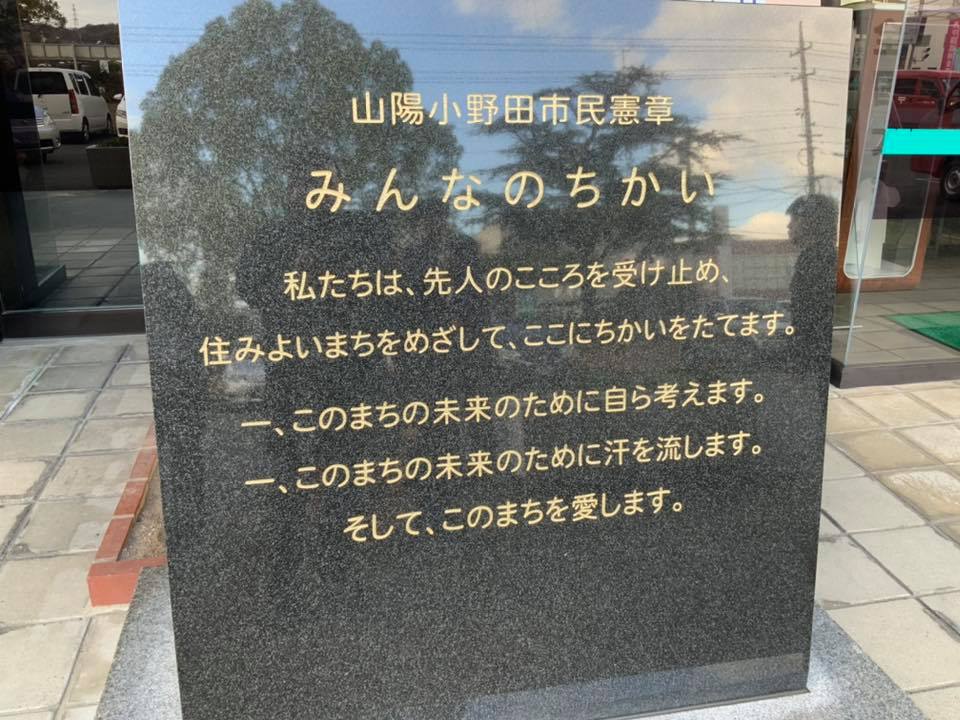 山陽小野田市民憲章
みんなのちかい
私たちは、先人のこころを受け止め、
住みよいまちをめざして、ここにちかいをたてます。
一、このまちの未来のために自ら考えます。
一、このまちの未来のために汗を流します。
そして、このまちを愛します。